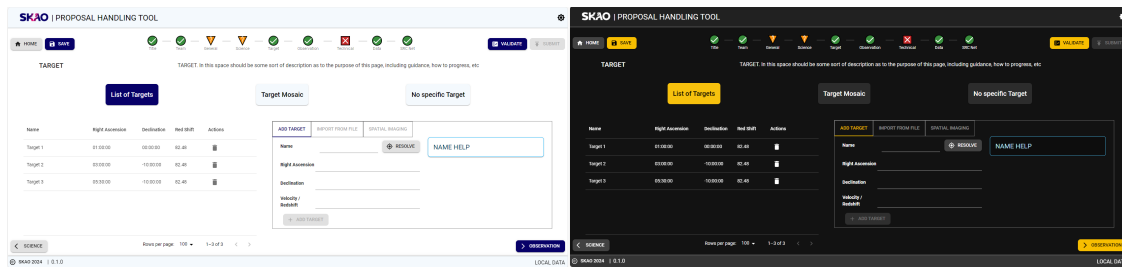 SKAO | PROPOSAL HANDLING TOOL
HOME SAVE Title Team General Science Target Observation Technical Data SRC Net VALIDATE SUBMIT
TARGET TARGET. In this space should be some sort of description as to the purpose of this page, including guidance, how to progress, etc
List of Targets Target Mosaic No specific Target
Name Right Ascension Declination Red Shift Actions ADD TARGET IMPORT FROM FILE SPATIAL IMAGING
Target 1 01:00:00 00:00:00 82.48 Name RESOLVE NAME HELP
Target 2 03:00:00 -10:00:00 82.48 Right Ascension
Target 3 05:30:00 -10:00:00 82.48 Declination
Velocity /
Redshift
+ ADD TARGET
SCIENCE Rows per page: 100 1–3 of 3 OBSERVATION
© SKAO 2024 | 0.1.0 LOCAL DATA
SKAO | PROPOSAL HANDLING TOOL
HOME SAVE Title Team General Science Target Observation Technical Data SRC Net VALIDATE SUBMIT
TARGET TARGET. In this space should be some sort of description as to the purpose of this page, including guidance, how to progress, etc
List of Targets Target Mosaic No specific Target
Name Right Ascension Declination Red Shift Actions ADD TARGET IMPORT FROM FILE SPATIAL IMAGING
Target 1 01:00:00 00:00:00 82.48 Name RESOLVE NAME HELP
Target 2 03:00:00 -10:00:00 82.48 Right Ascension
Target 3 05:30:00 -10:00:00 82.48 Declination
Velocity /
Redshift
+ ADD TARGET
SCIENCE Rows per page: 100 1–3 of 3 OBSERVATION
© SKAO 2024 | 0.1.0 LOCAL DAT